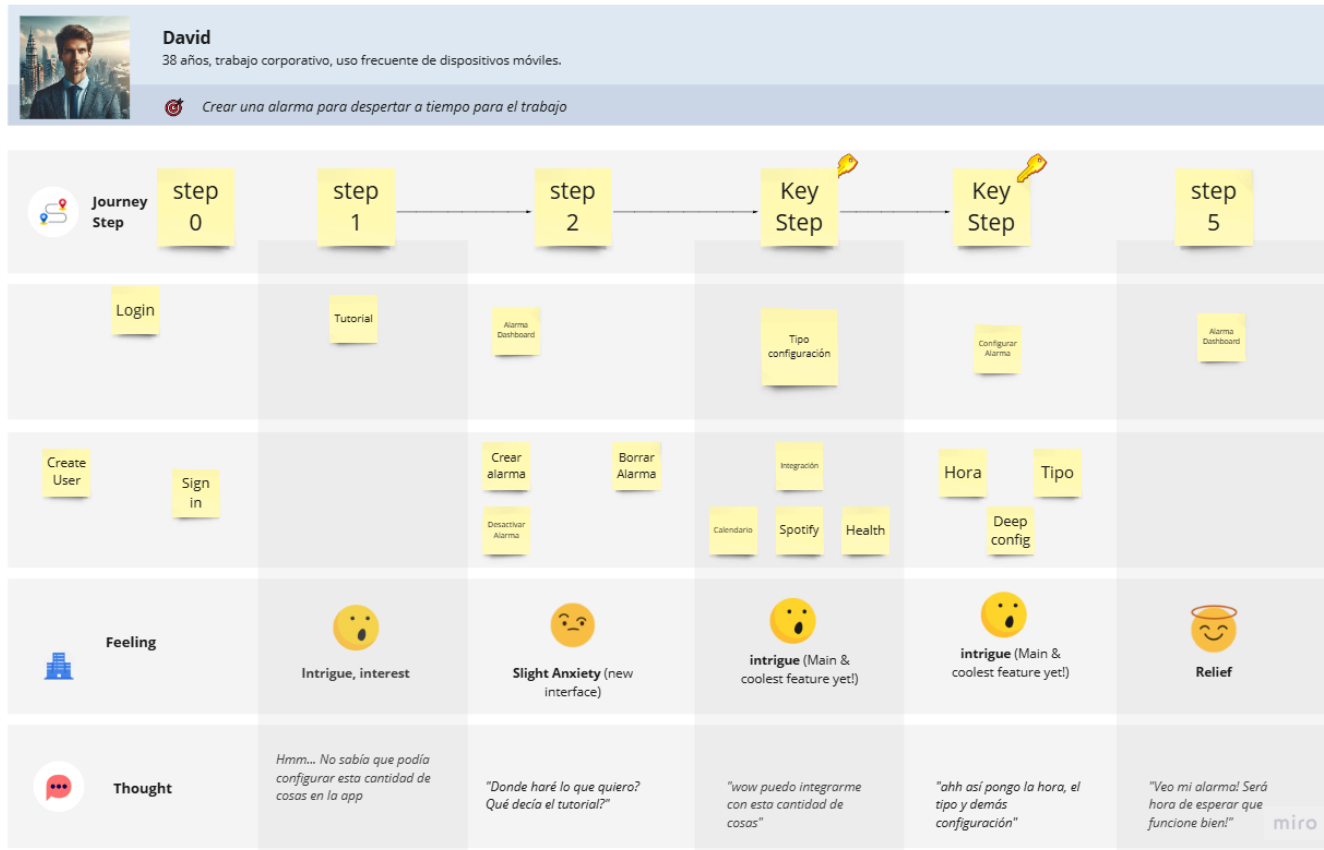 David
38 años, trabajo corporativo, uso frecuente de dispositivos móviles.
Crear una alarma para despertar a tiempo para el trabajo
Journey
Step
step
0
step
1
step
2
Key
Step
Key
Step
step
5
Login
Tutorial
Alarma
Dashboard
Tipo
configuración
Configurar
Alarma
Alarma
Dashboard
Create
User
Sign
in
Crear
alarma
Borrar
Alarma
Desactivar
Alarma
Integración
Calendario
Spotify
Health
Hora
Tipo
Deep
config
Feeling
Intrigue, interest
Slight Anxiety (new
interface)
intrigue (Main &
coolest feature yet!)
intrigue (Main &
coolest feature yet!)
Relief
Thought
Hmm... No sabía que podía
configurar esta cantidad de
cosas en la app
"Donde haré lo que quiero?
Qué decía el tutorial?"
"wow puedo integrarme
con esta cantidad de
cosas"
"ahh así pongo la hora, el
tipo y demás
configuración"
"Veo mi alarma! Será
hora de esperar que
funcione bien!"
miro